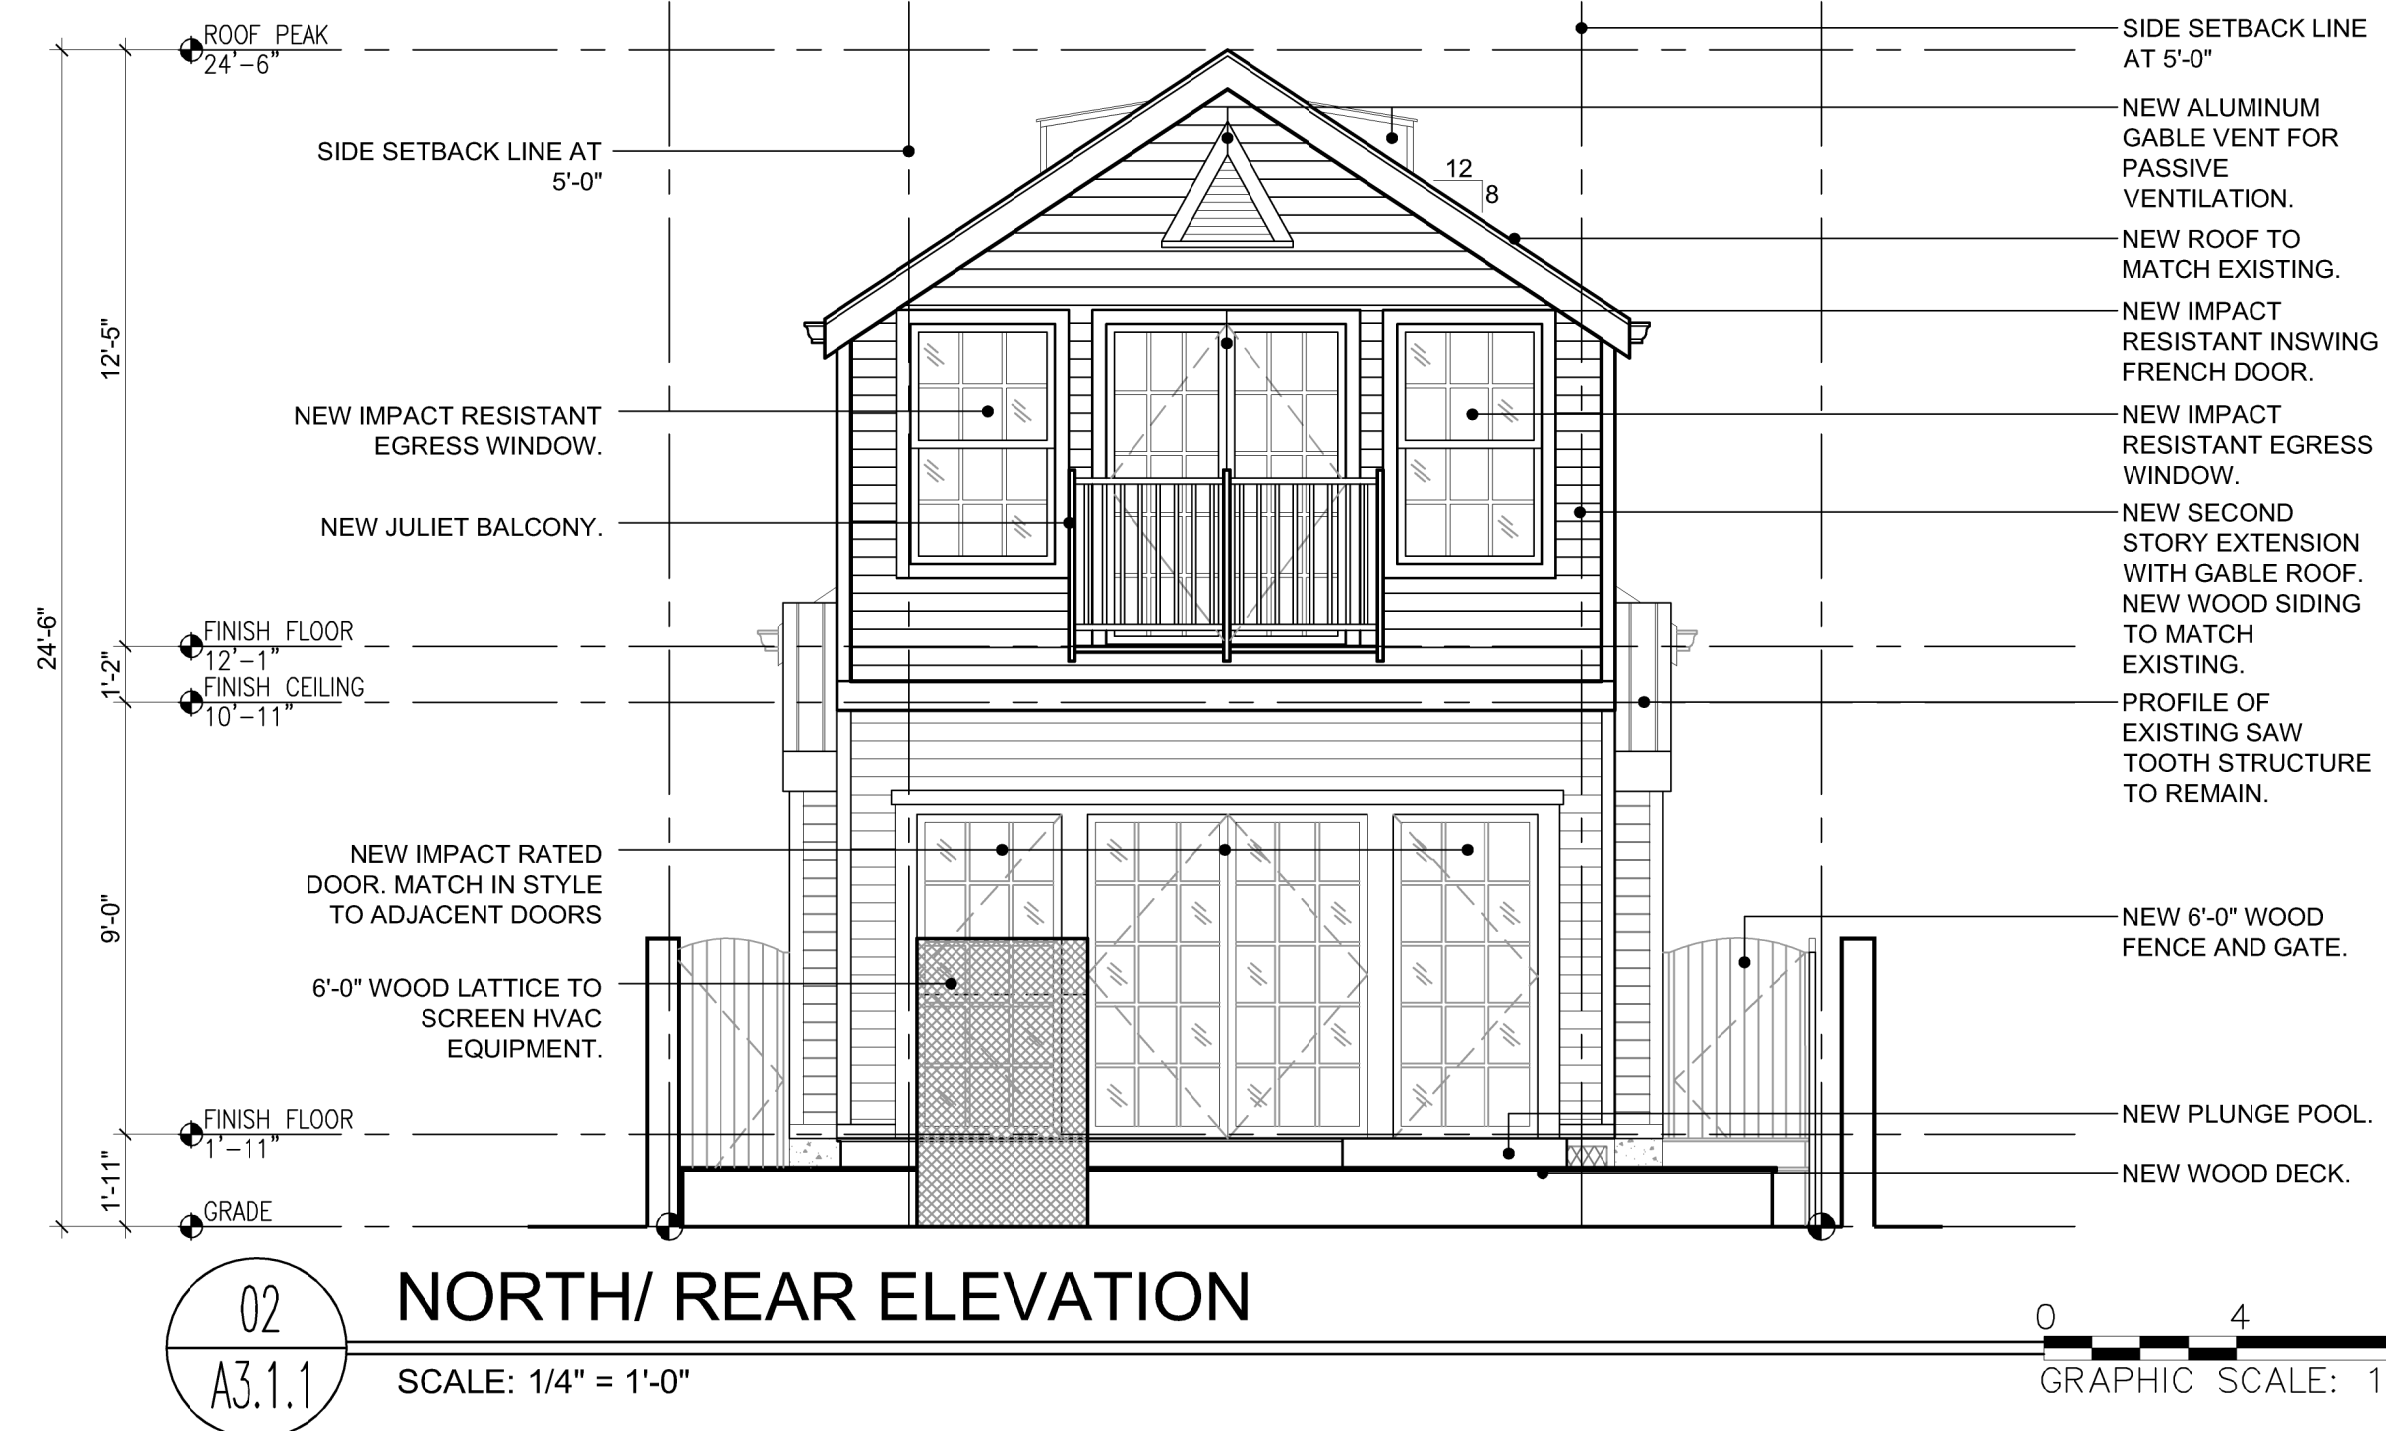 ROOF PEAK
24'-6"
SIDE SETBACK LINE AT
5'-0"
12'-5"
NEW IMPACT RESISTANT
EGRESS WINDOW.
NEW JULIET BALCONY.
24'-6"
FINISH FLOOR
12'-1"
1'-2"
FINISH CEILING
10'-11"
NEW IMPACT RATED
DOOR. MATCH IN STYLE
TO ADJACENT DOORS
9'-0"
6'-0" WOOD LATTICE TO
SCREEN HVAC
EQUIPMENT.
FINISH FLOOR
1'-11"
1'-11"
GRADE
12
8
SIDE SETBACK LINE
AT 5'-0"
NEW ALUMINUM
GABLE VENT FOR
PASSIVE
VENTILATION.
NEW ROOF TO
MATCH EXISTING.
NEW IMPACT
RESISTANT INSWING
FRENCH DOOR.
NEW IMPACT
RESISTANT EGRESS
WINDOW.
NEW SECOND
STORY EXTENSION
WITH GABLE ROOF.
NEW WOOD SIDING
TO MATCH
EXISTING.
PROFILE OF
EXISTING SAW
TOOTH STRUCTURE
TO REMAIN.
NEW 6'-0" WOOD
FENCE AND GATE.
NEW PLUNGE POOL.
NEW WOOD DECK.
02
A3.1.1
NORTH/ REAR ELEVATION
SCALE: 1/4" = 1'-0"
0 4
GRAPHIC SCALE: 1